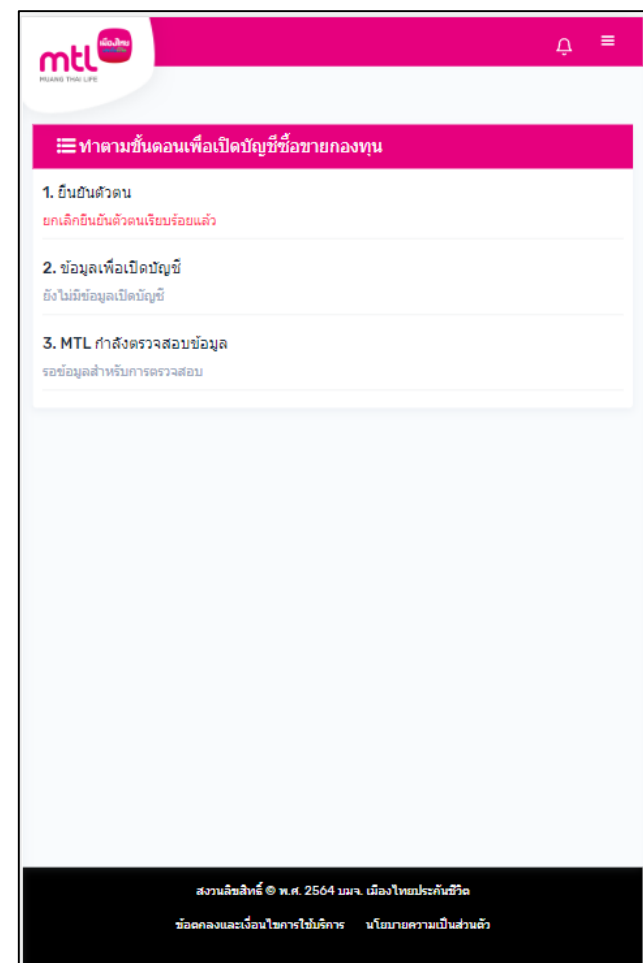 เมืองไทย
mtl
MUANG THAI LIFE
ทำตามขั้นตอนเพื่อเปิดบัญชีซื้อขายกองทุน
1. ยืนยันตัวตน
ยกเลิกยืนยันตัวตนเรียบร้อยแล้ว
2. ข้อมูลเพื่อเปิดบัญชี
ยังไม่มีข้อมูลเปิดบัญชี
3. MTL กำลังตรวจสอบข้อมูล
รอข้อมูลสำหรับการตรวจสอบ
สงวนลิขสิทธิ์ © พ.ศ. 2564 บมจ. เมืองไทยประกันชีวิต
ข้อตกลงและเงื่อนไขการใช้บริการ นโยบายความเป็นส่วนตัว